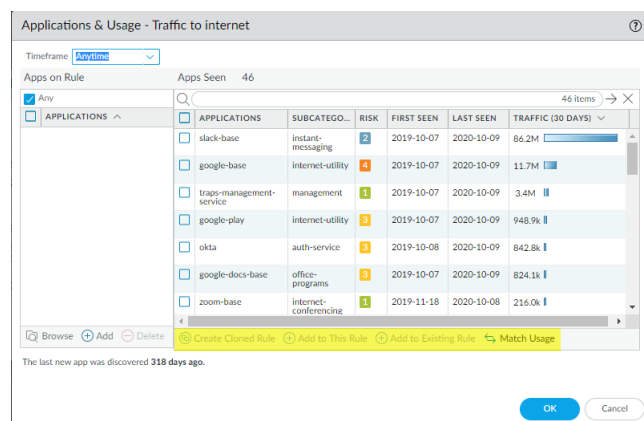 Applications & Usage - Traffic to internet
Timeframe Anytime
Apps on Rule Apps Seen 46
Any 46 items
APPLICATIONS APPLICATIONS SUBCATEGO... RISK FIRST SEEN LAST SEEN TRAFFIC (30 DAYS)
slack-base instant-messaging 2 2019-10-07 2020-10-09 86.2M
google-base internet-utility 4 2019-10-07 2020-10-09 11.7M
traps-management-service management 1 2019-10-07 2020-10-09 3.4M
google-play internet-utility 3 2019-10-07 2020-10-09 948.9k
okta auth-service 3 2019-10-08 2020-10-09 842.8k
google-docs-base office-programs 3 2019-10-07 2020-10-09 824.1k
zoom-base internet-conferencing 1 2019-11-18 2020-10-08 216.0k
Browse Add Delete Create Cloned Rule Add to This Rule Add to Existing Rule Match Usage
The last new app was discovered 318 days ago.
OK Cancel